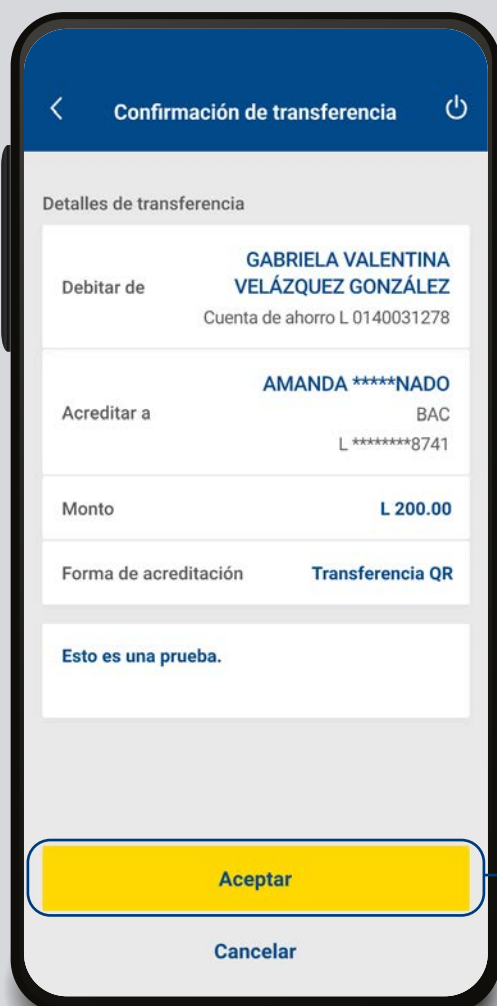 Confirmación de transferencia
Detalles de transferencia
Debitar de
GABRIELA VALENTINA
VELÁZQUEZ GONZÁLEZ
Cuenta de ahorro L 0140031278
Acreditar a
AMANDA *****NADO
BAC
L ********8741
Monto
L 200.00
Forma de acreditación
Transferencia QR
Esto es una prueba.
Aceptar
Cancelar